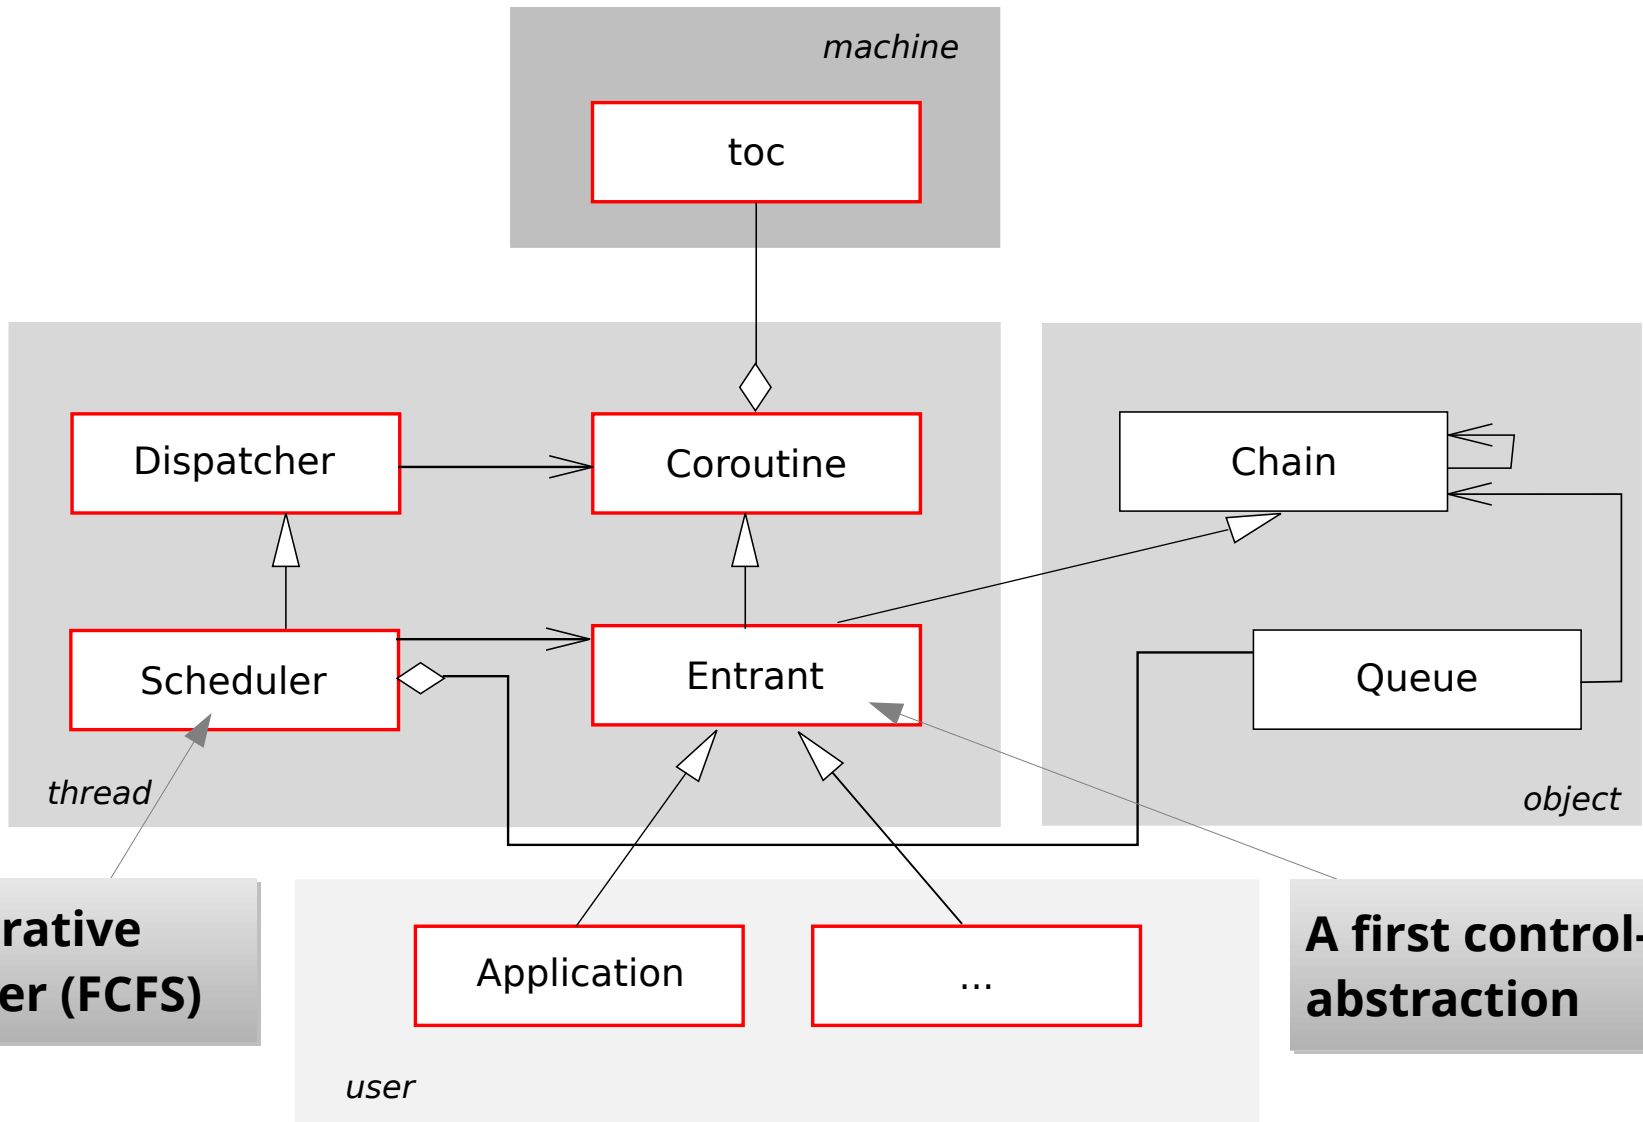 machine
toc
Dispatcher
Coroutine
Chain
Scheduler
Entrant
Queue
thread
object
rative
er (FCFS)
A first control-
abstraction
Application
...
user